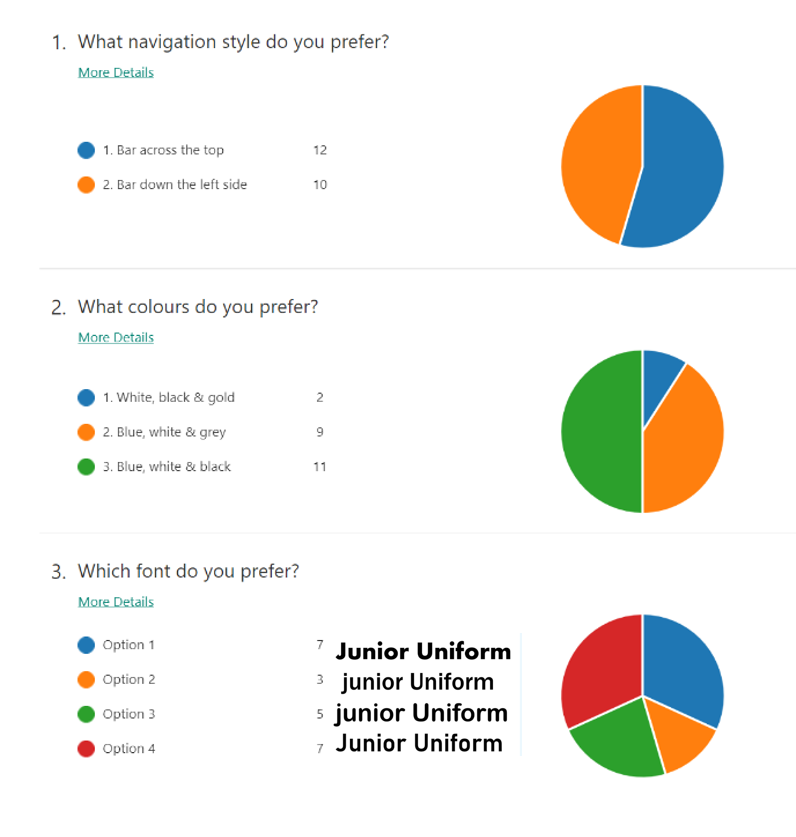 1. What navigation style do you prefer?
More Details
1. Bar across the top 12
2. Bar down the left side 10
2. What colours do you prefer?
More Details
1. White, black & gold 2
2. Blue, white & grey 9
3. Blue, white & black 11
3. Which font do you prefer?
More Details
Option 1 7 Junior Uniform
Option 2 3 junior Uniform
Option 3 5 junior Uniform
Option 4 7 Junior Uniform